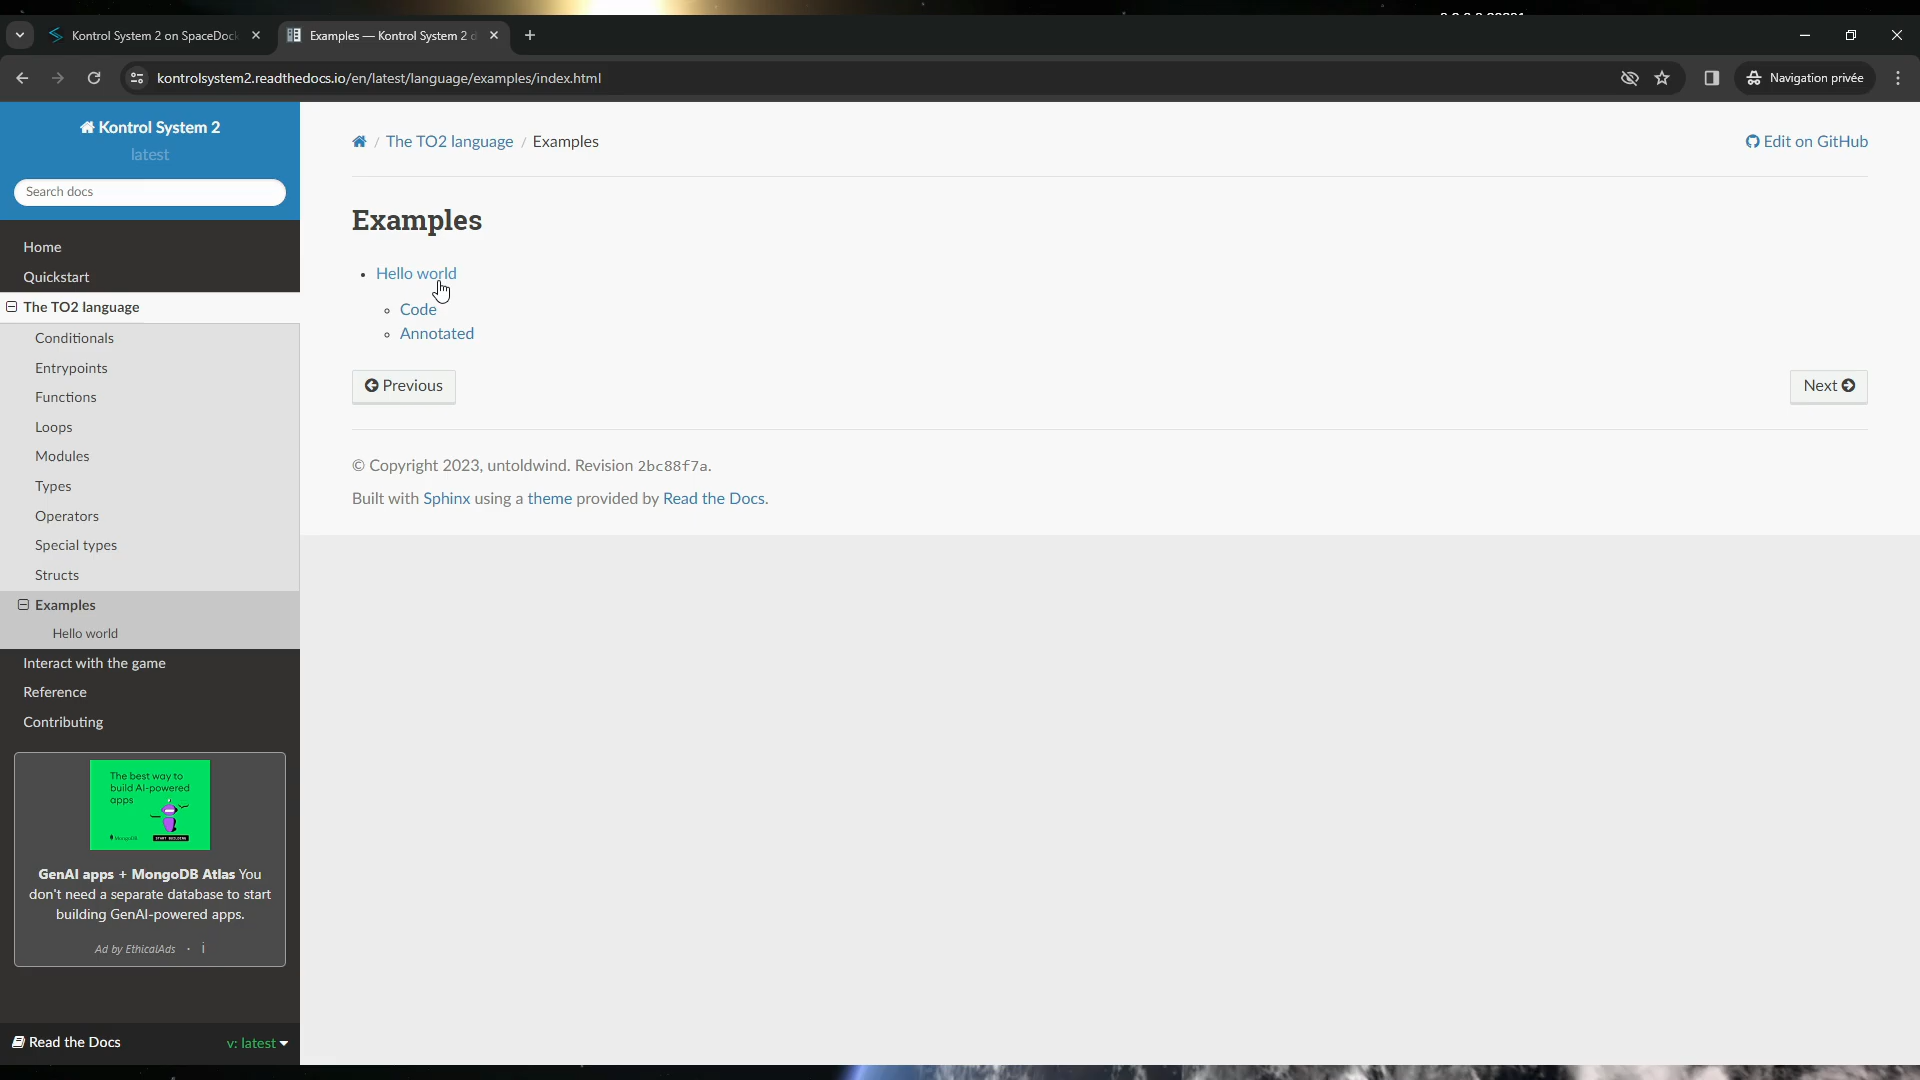 Kontrol System 2 on SpaceDock
Examples — Kontrol System 2 d
kontrolsystem2.readthedocs.io/en/latest/language/examples/index.html
Navigation privée
Kontrol System 2
latest
Search docs
Home
Quickstart
The TO2 language
Conditionals
Entrypoints
Functions
Loops
Modules
Types
Operators
Special types
Structs
Examples
Hello world
Interact with the game
Reference
Contributing
The best way to
build AI-powered
apps
MongoDB
START BUILDING
GenAI apps + MongoDB Atlas You
don't need a separate database to start
building GenAI-powered apps.
Ad by EthicalAds · i
Read the Docs
v: latest
/ The TO2 language / Examples
Edit on GitHub
Examples
Hello world
Code
Annotated
Previous
Next
© Copyright 2023, untoldwind. Revision 2bc88f7a.
Built with Sphinx using a theme provided by Read the Docs.